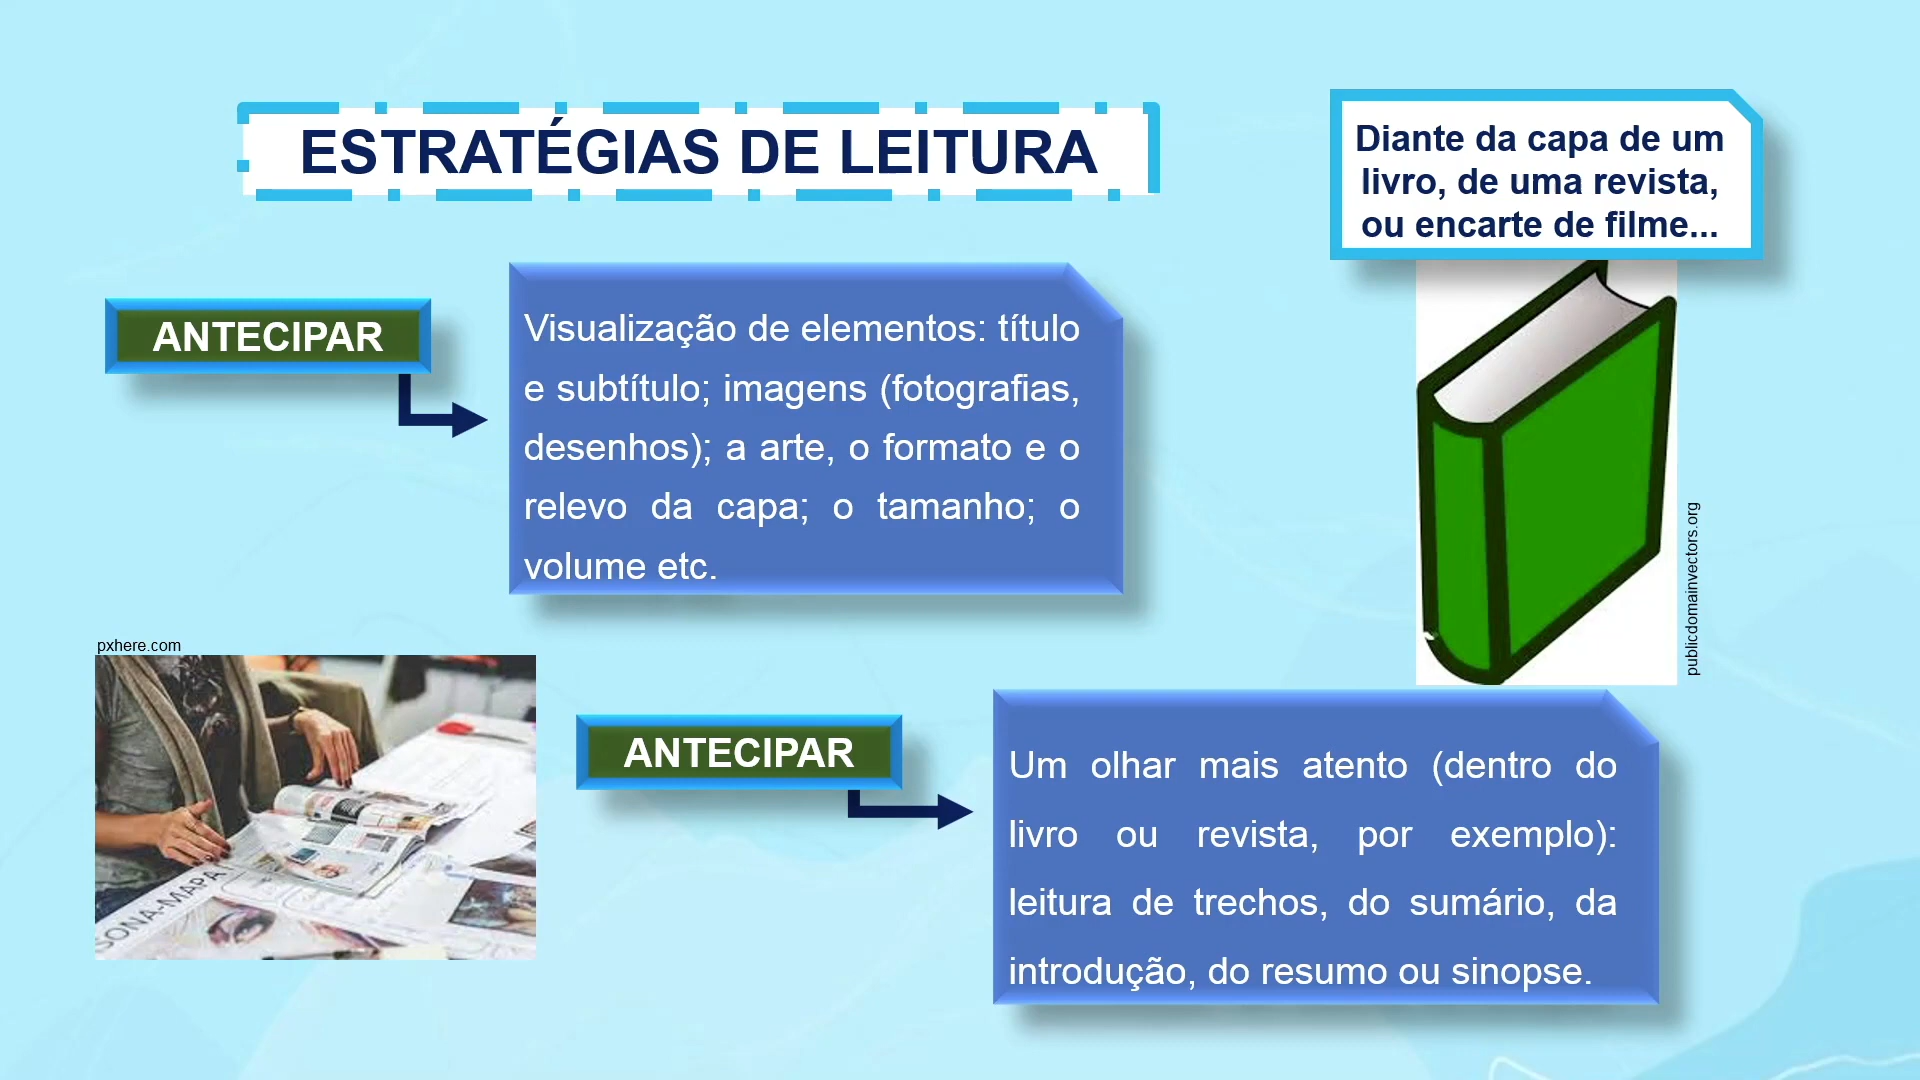 ESTRATÉGIAS DE LEITURA
Diante da capa de um
livro, de uma revista,
ou encarte de filme...
ANTECIPAR
Visualização de elementos: título
e subtítulo; imagens (fotografias,
desenhos); a arte, o formato e o
relevo da capa; o tamanho; o
volume etc.
publicdomainvectors.org
pxhere.com
SONA-MAPA
ANTECIPAR
Um olhar mais atento (dentro do
livro ou revista, por exemplo):
leitura de trechos, do sumário, da
introdução, do resumo ou sinopse.